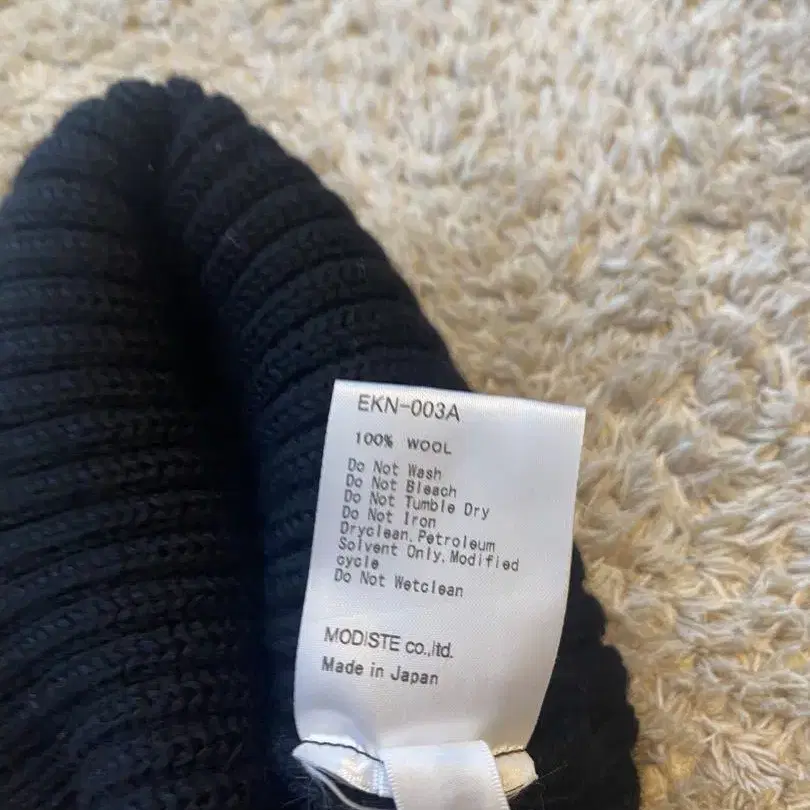 EKN-003A
100% WOOL
Do Not Wash
Do Not Bleach
Do Not Tumble Dry
Do Not Iron
Dryclean.Petroleum
Solvent Only.Modified
cycle
Do Not Wetclean
MODISTE co.,ltd.
Made in Japan